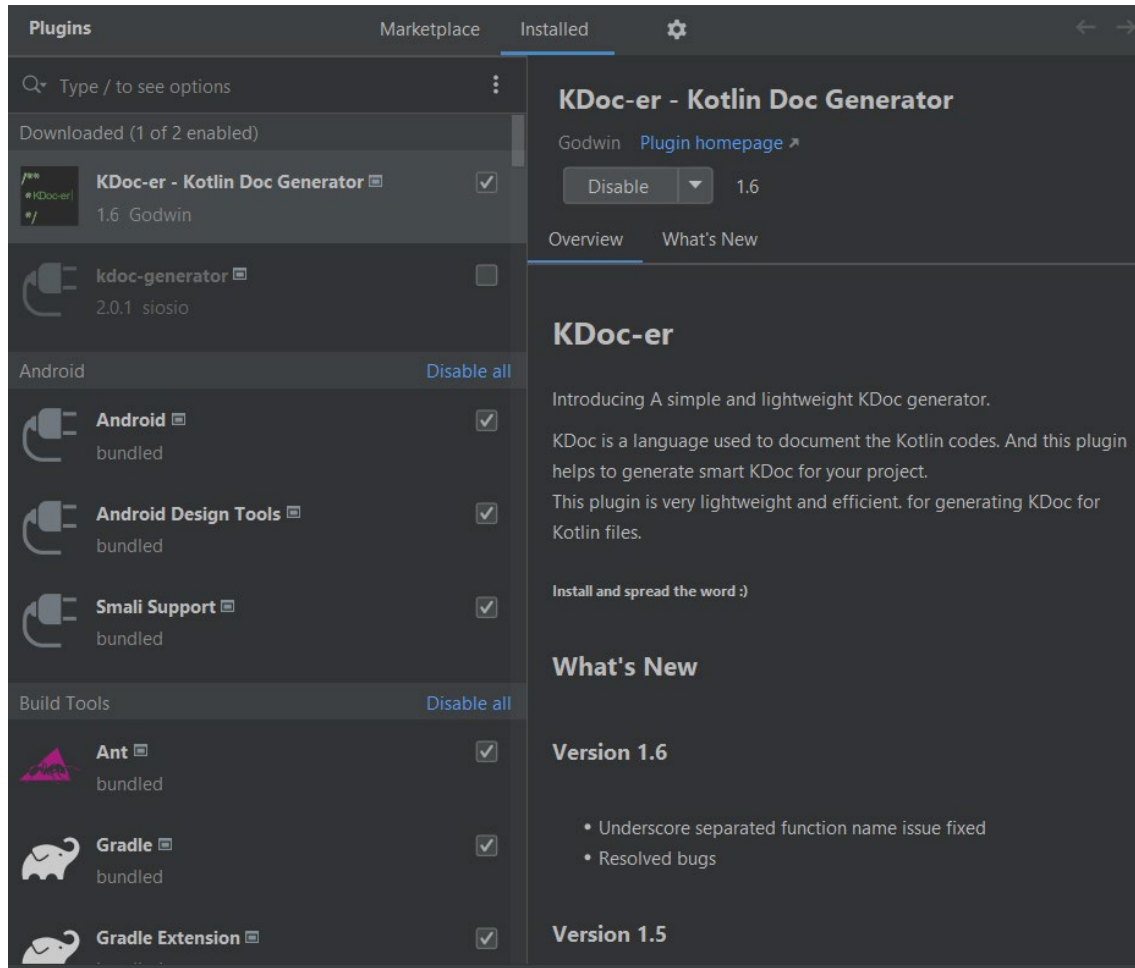 Plugins
Marketplace
Installed
Type / to see options
Downloaded (1 of 2 enabled)
/**
*KDoc-er
*/
KDoc-er - Kotlin Doc Generator
1.6 Godwin
kdoc-generator
2.0.1 siosio
Android
Disable all
Android
bundled
Android Design Tools
bundled
Smali Support
bundled
Build Tools
Disable all
Ant
bundled
Gradle
bundled
Gradle Extension
KDoc-er - Kotlin Doc Generator
Godwin Plugin homepage
Disable
1.6
Overview
What's New
KDoc-er
Introducing A simple and lightweight KDoc generator.
KDoc is a language used to document the Kotlin codes. And this plugin
helps to generate smart KDoc for your project.
This plugin is very lightweight and efficient. for generating KDoc for
Kotlin files.
Install and spread the word :)
What's New
Version 1.6
• Underscore separated function name issue fixed
• Resolved bugs
Version 1.5